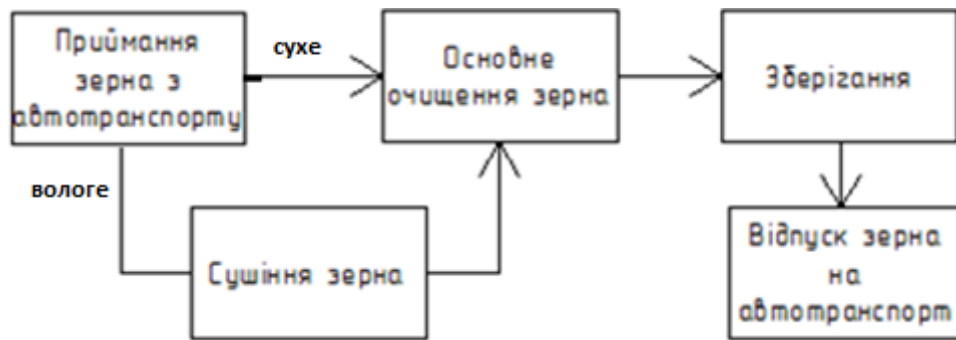 Приймання
зерна з
автотранспорту
сухе
Основне
очищення зерна
Зберігання
вологе
Сушіння зерна
Відпуск зерна
на
автотранспорт